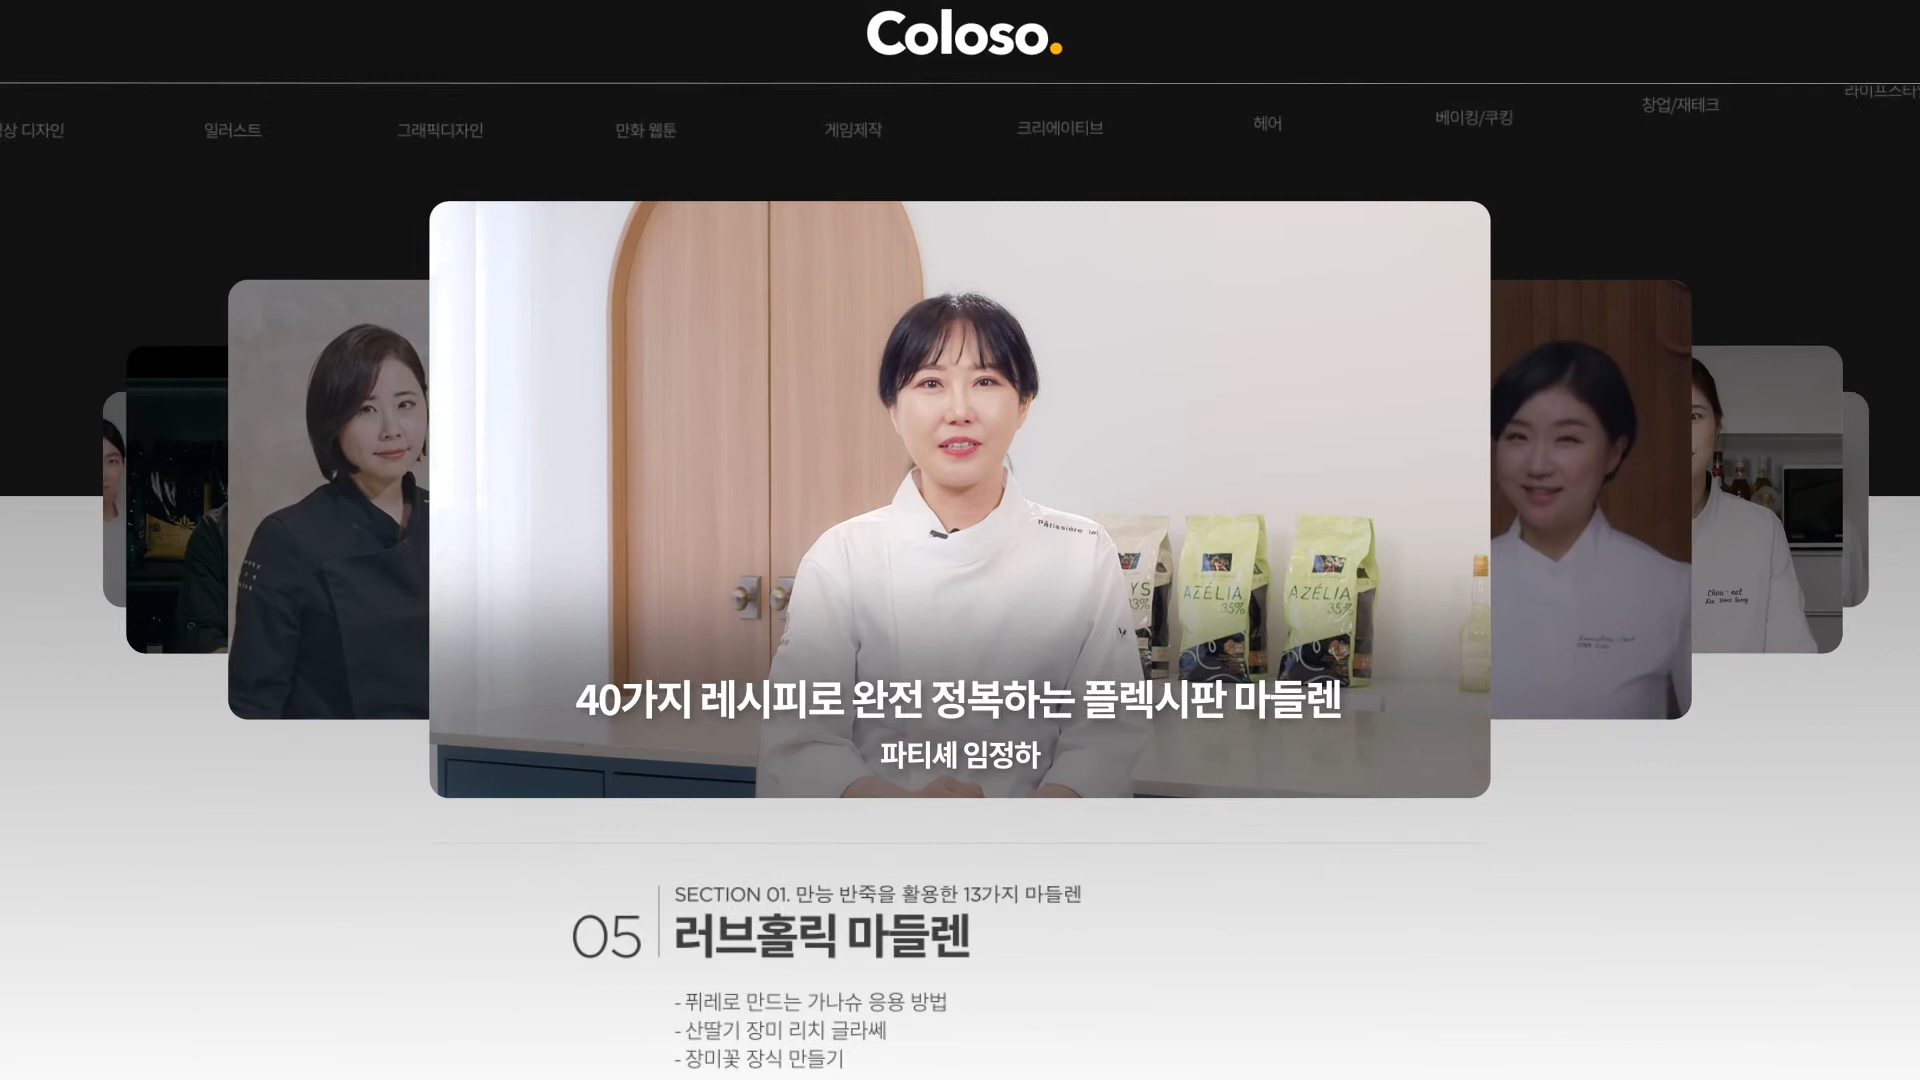 Coloso.
상 디자인
일러스트
그래픽디자인
만화 웹툰
게임제작
크리에이티브
헤어
베이킹/쿠킹
창업/재테크
라이프스타
Pâtissière
YS
AZÉLIA
35%
AZÉLIA
35%
Chou·eat
40가지 레시피로 완전 정복하는 플렉시판 마들렌
파티셰 임정하
05
SECTION 01. 만능 반죽을 활용한 13가지 마들렌
러브홀릭 마들렌
- 퓌레로 만드는 가나슈 응용 방법
- 산딸기 장미 리치 글라쎄
- 장미꽃 장식 만들기